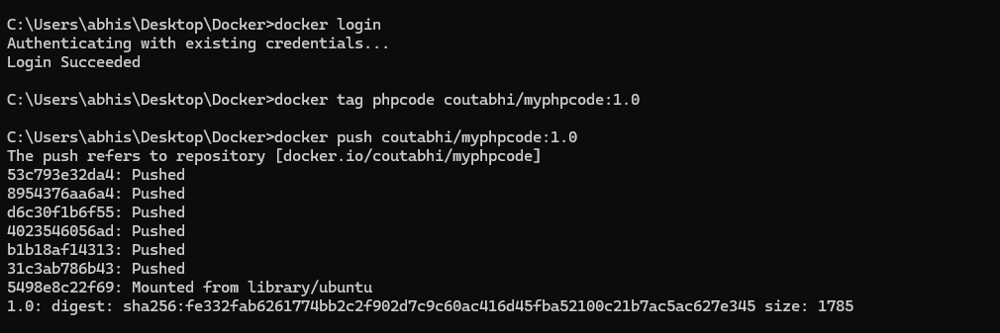 C:\Users\abhis\Desktop\Docker>docker login
Authenticating with existing credentials...
Login Succeeded
C:\Users\abhis\Desktop\Docker>docker tag phpcode coutabhi/myphpcode:1.0
C:\Users\abhis\Desktop\Docker>docker push coutabhi/myphpcode:1.0
The push refers to repository [docker.io/coutabhi/myphpcode]
53c793e32da4: Pushed
8954376aa6a4: Pushed
d6c30f1b6f55: Pushed
4023546056ad: Pushed
b1b18af14313: Pushed
31c3ab786b43: Pushed
5498e8c22f69: Mounted from library/ubuntu
1.0: digest: sha256:fe332fab6261774bb2c2f902d7c9c60ac416d45fba52100c21b7ac5ac627e345 size: 1785